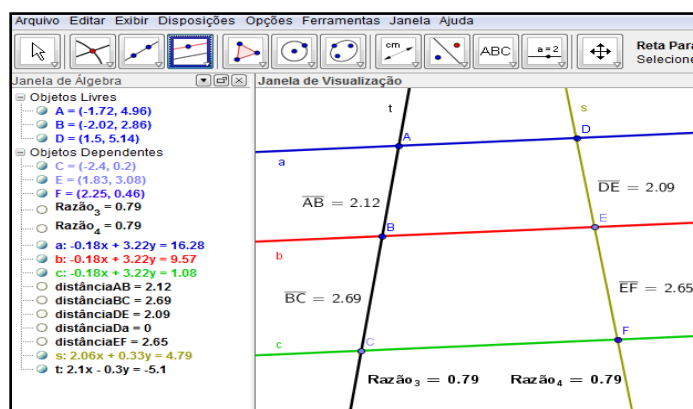 Arquivo Editar Exibir Disposições Opções Ferramentas Janela Ajuda
cm
ABC
a=2
Reta Para
Selecione
Janela de Álgebra
Objetos Livres
A = (-1.72, 4.96)
B = (-2.02, 2.86)
D = (1.5, 5.14)
Objetos Dependentes
C = (-2.4, 0.2)
E = (1.83, 3.08)
F = (2.25, 0.46)
Razão₃ = 0.79
Razão₄ = 0.79
a: -0.18x + 3.22y = 16.28
b: -0.18x + 3.22y = 9.57
c: -0.18x + 3.22y = 1.08
distânciaAB = 2.12
distânciaBC = 2.69
distânciaDE = 2.09
distânciaDa = 0
distânciaEF = 2.65
s: 2.06x + 0.33y = 4.79
t: 2.1x - 0.3y = -5.1
Janela de Visualização
t
s
A
D
a
AB = 2.12
DE = 2.09
B
E
b
BC = 2.69
EF = 2.65
C
F
c
Razão₃ = 0.79 Razão₄ = 0.79